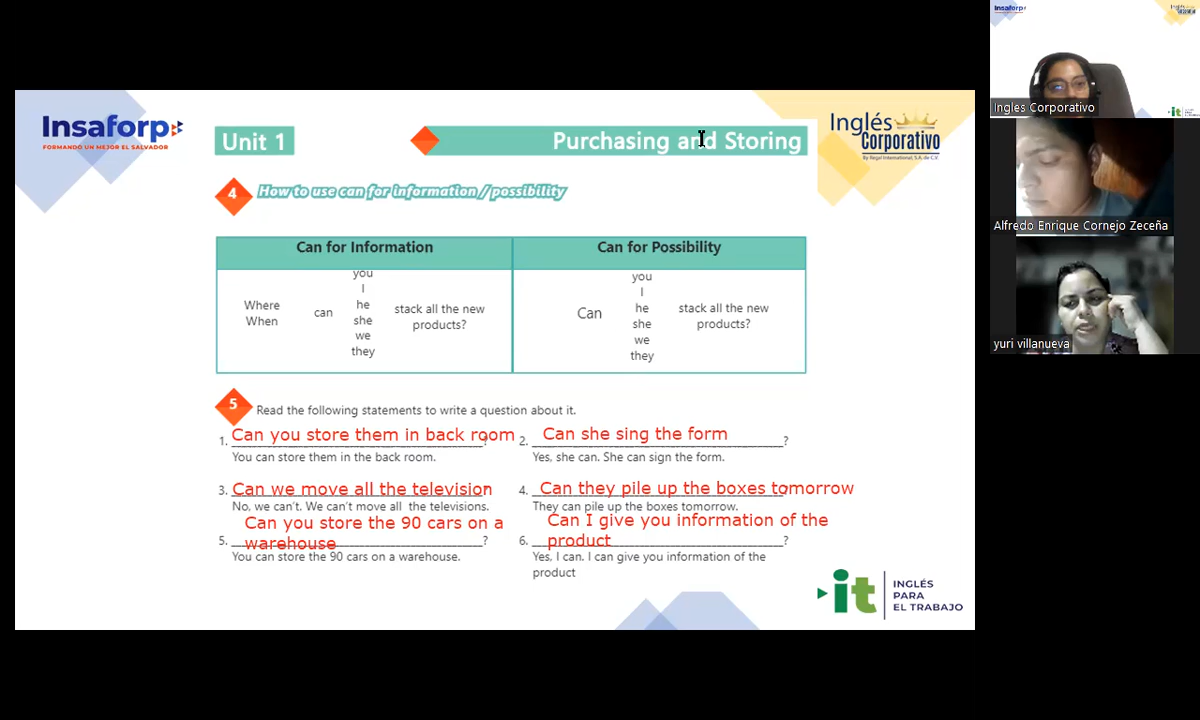 Insaforp
FORMANDO UN MEJOR EL SALVADOR
Unit 1
Purchasing and Storing
Inglés
Corporativo
By Regal International, S.A. de C.V.
4
How to use can for information / possibility
Can for Information
Can for Possibility
Where
When
can
you
I
he
she
we
they
stack all the new
products?
Can
you
I
he
she
we
they
stack all the new
products?
5
Read the following statements to write a question about it.
1. Can you store them in back room ?
You can store them in the back room.
2. Can she sing the form ?
Yes, she can. She can sign the form.
3. Can we move all the television
No, we can't. We can't move all the televisions.
4. Can they pile up the boxes tomorrow
They can pile up the boxes tomorrow.
Can you store the 90 cars on a
5. warehouse ?
You can store the 90 cars on a warehouse.
Can I give you information of the
6. product ?
Yes, I can. I can give you information of the
product
it
INGLÉS
PARA
EL TRABAJO
Insaforp
Ingles Corporativo
it
Alfredo Enrique Cornejo Zeceña
yuri villanueva